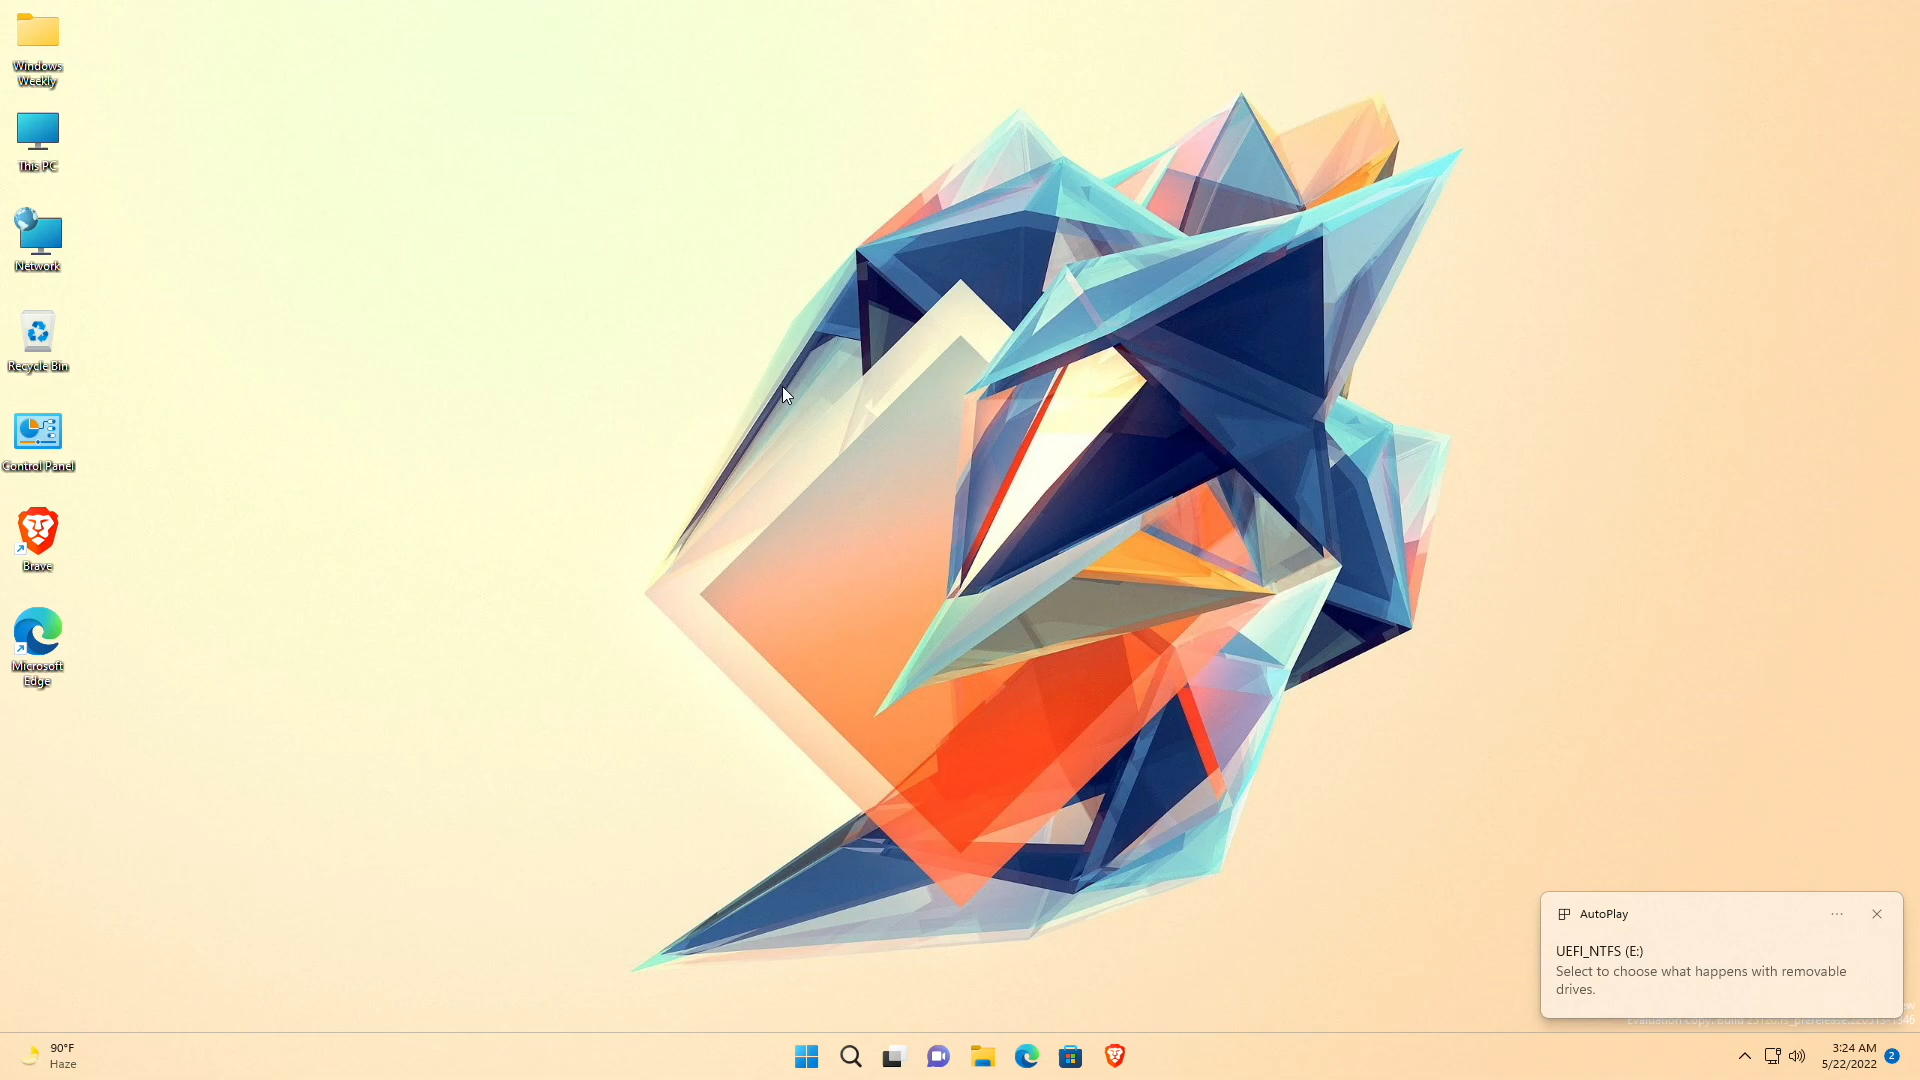 Windows
Weekly
This PC
Network
Recycle Bin
Control Panel
Brave
Microsoft
Edge
AutoPlay
UEFI_NTFS (E:)
Select to choose what happens with removable
drives.
90°F
Haze
3:24 AM
5/22/2022
2